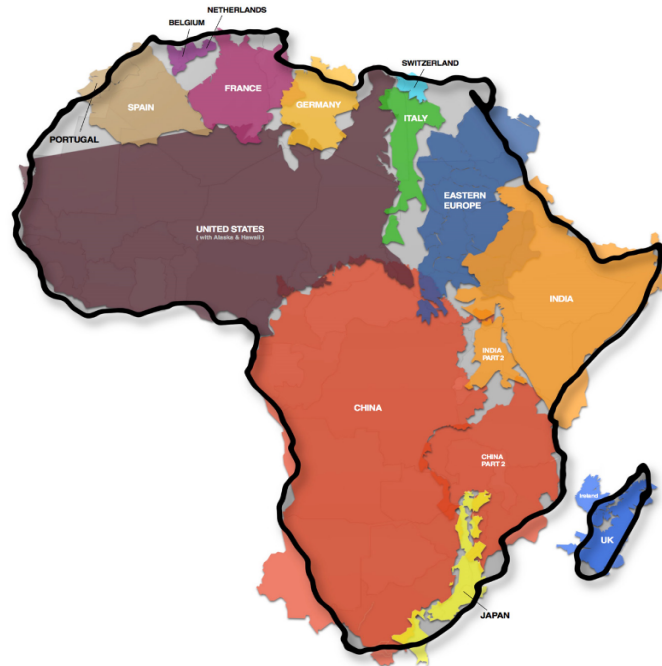 NETHERLANDS
BELGIUM
SWITZERLAND
FRANCE
SPAIN
GERMANY
ITALY
PORTUGAL
EASTERN
EUROPE
UNITED STATES
( with Alaska & Hawaii )
INDIA
INDIA
PART 2
CHINA
CHINA
PART 2
Ireland
UK
JAPAN